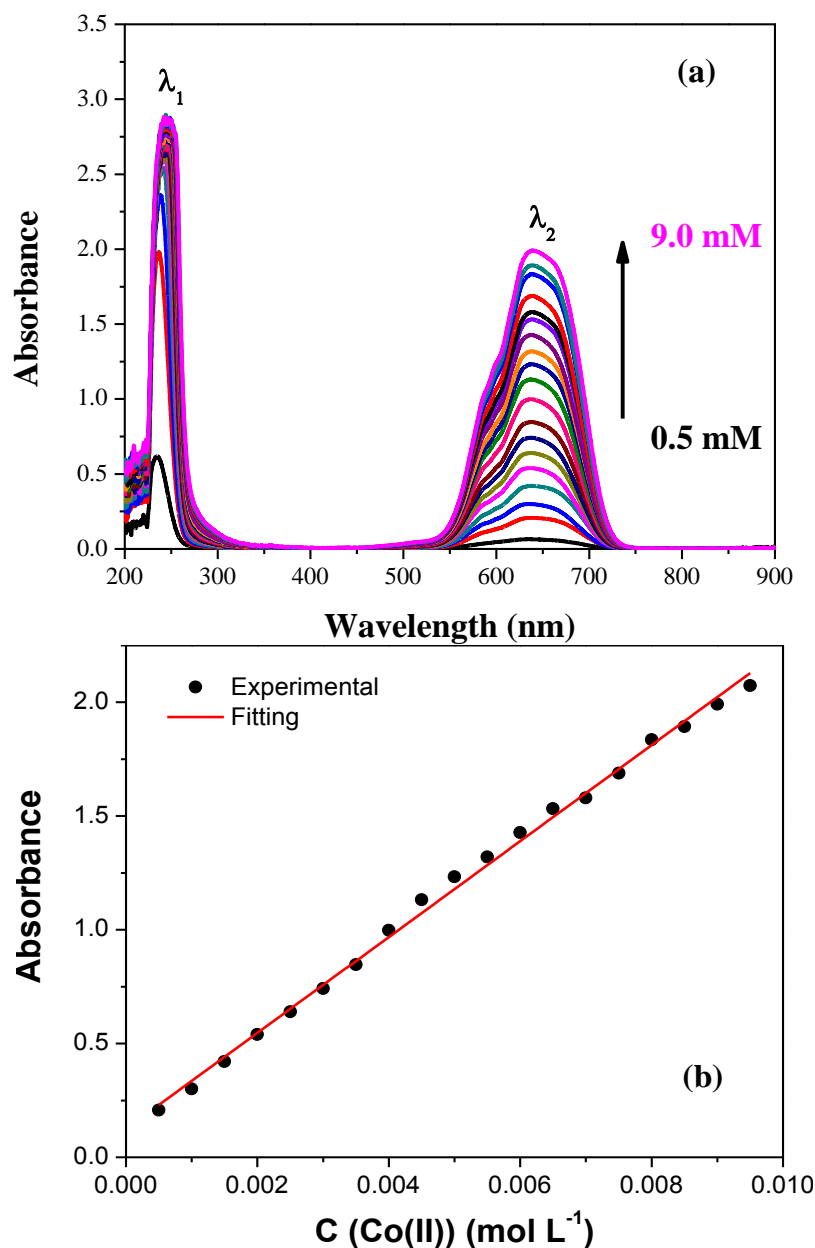 (a)
λ1
λ2
9.0 mM
0.5 mM
3.5
3.0
2.5
2.0
1.5
1.0
0.5
0.0
Absorbance
200 300 400 500 600 700 800 900
Wavelength (nm)
Experimental
Fitting
2.0
1.5
1.0
0.5
0.0
Absorbance
(b)
0.000 0.002 0.004 0.006 0.008 0.010
C (Co(II)) (mol L-1)